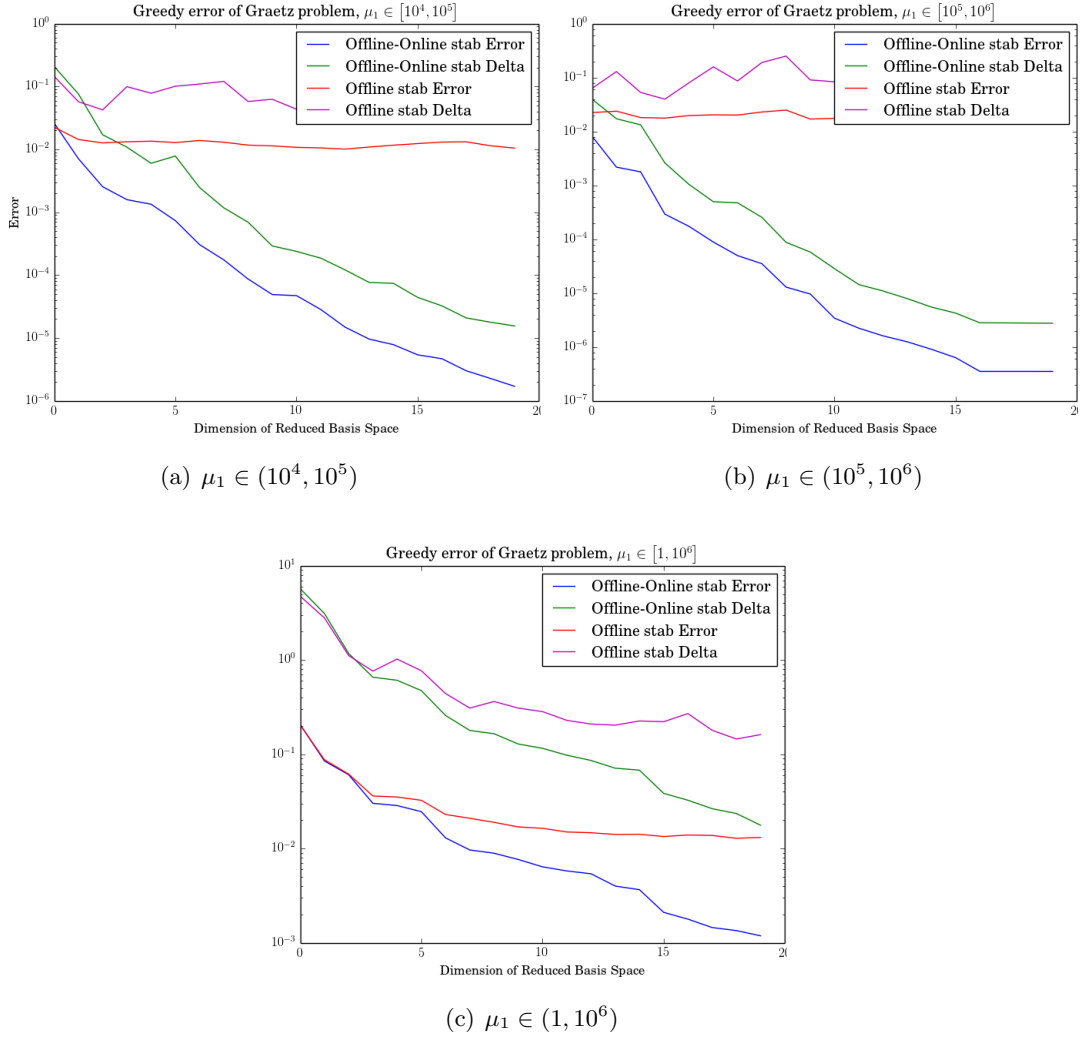 Greedy error of Graetz problem, μ₁ ∈ [10⁴, 10⁵]
10⁰
10⁻¹
10⁻²
10⁻³
10⁻⁴
10⁻⁵
10⁻⁶
Error
Offline-Online stab Error
Offline-Online stab Delta
Offline stab Error
Offline stab Delta
0 5 10 15 20
Dimension of Reduced Basis Space
(a) μ₁ ∈ (10⁴, 10⁵)
Greedy error of Graetz problem, μ₁ ∈ [10⁵, 10⁶]
10⁰
10⁻¹
10⁻²
10⁻³
10⁻⁴
10⁻⁵
10⁻⁶
10⁻⁷
Offline-Online stab Error
Offline-Online stab Delta
Offline stab Error
Offline stab Delta
0 5 10 15 20
Dimension of Reduced Basis Space
(b) μ₁ ∈ (10⁵, 10⁶)
Greedy error of Graetz problem, μ₁ ∈ [1, 10⁶]
10¹
10⁰
10⁻¹
10⁻²
10⁻³
Offline-Online stab Error
Offline-Online stab Delta
Offline stab Error
Offline stab Delta
0 5 10 15 20
Dimension of Reduced Basis Space
(c) μ₁ ∈ (1, 10⁶)